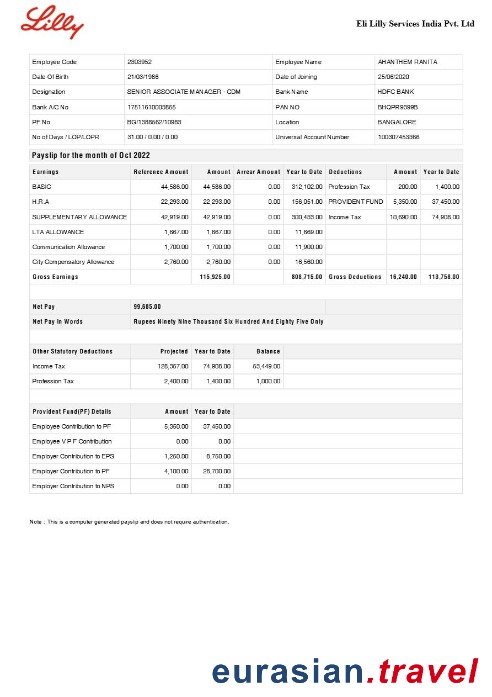 Lilly
Eli Lilly Services India Pvt. Ltd
Employee Code 2303952 Employee Name AHANTHEM RANITA
Date Of Birth 21/03/1986 Date of Joining 25/06/2020
Designation SENIOR ASSOCIATE MANAGER - CDM Bank Name HDFC BANK
Bank A/C No. PAN NO
PF No. Location BANGALORE
No of Days / LOP/LOPR 31.00 / 0.00 / 0.00 Universal Account Number
Payslip for the month of Oct 2022
Earnings Reference Amount Amount Arrear Amount Year to Date Deductions Amount Year to Date
BASIC 44,586.00 44,586.00 0.00 312,102.00 Profession Tax 200.00 1,400.00
H.R.A 22,293.00 22,293.00 0.00 156,051.00 PROVIDENT FUND 5,350.00 37,450.00
SUPPLEMENTARY ALLOWANCE 42,919.00 42,919.00 0.00 300,433.00 Income Tax 10,690.00 74,908.00
LTA ALLOWANCE 1,667.00 1,667.00 0.00 11,669.00
Communication Allowance 1,700.00 1,700.00 0.00 11,900.00
City Compensatory Allowance 2,760.00 2,760.00 0.00 16,560.00
Gross Earnings 115,925.00 808,715.00 Gross Deductions 16,240.00 113,758.00
Net Pay 99,685.00
Net Pay In Words Rupees Ninety Nine Thousand Six Hundred And Eighty Five Only
Other Statutory Deductions Projected Year to Date Balance
Income Tax 74,908.00
Profession Tax 2,400.00 1,400.00 1,000.00
Provident Fund(PF) Details Amount Year to Date
Employee Contribution to PF 5,350.00 37,450.00
Employee V P F Contribution 0.00 0.00
Employer Contribution to EPS 1,250.00 8,750.00
Employer Contribution to PF 4,100.00 28,700.00
Employer Contribution to NPS 0.00 0.00
Note : This is a computer generated payslip and does not require authentication.
eurasian.travel